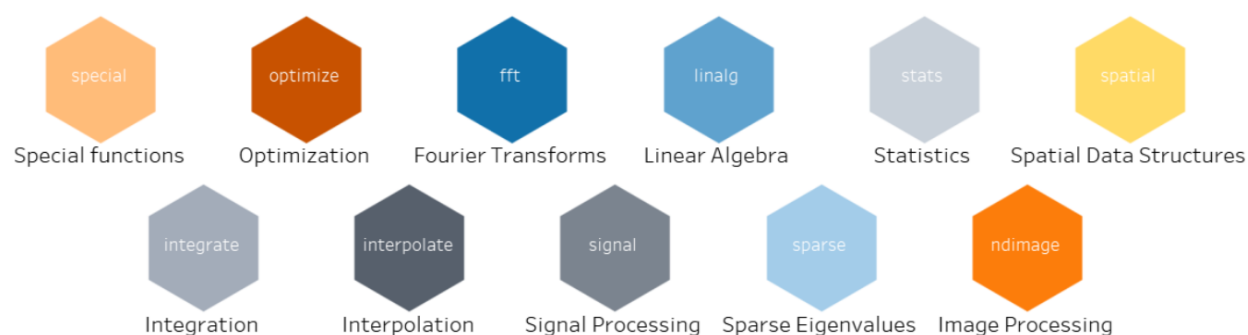 special optimize fft linalg stats spatial
Special functions Optimization Fourier Transforms Linear Algebra Statistics Spatial Data Structures
integrate interpolate signal sparse ndimage
Integration Interpolation Signal Processing Sparse Eigenvalues Image Processing